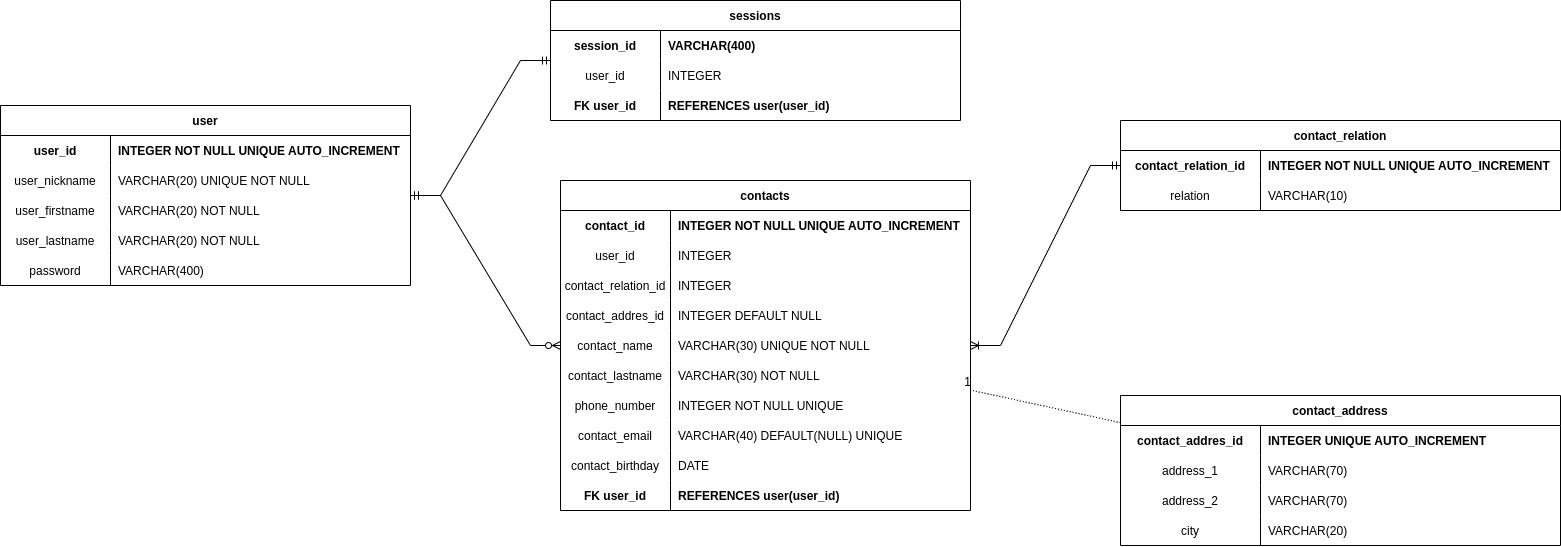 sessions
session_id VARCHAR(400)
user_id INTEGER
FK user_id REFERENCES user(user_id)
user
user_id INTEGER NOT NULL UNIQUE AUTO_INCREMENT
user_nickname VARCHAR(20) UNIQUE NOT NULL
user_firstname VARCHAR(20) NOT NULL
user_lastname VARCHAR(20) NOT NULL
password VARCHAR(400)
contacts
contact_id INTEGER NOT NULL UNIQUE AUTO_INCREMENT
user_id INTEGER
contact_relation_id INTEGER
contact_addres_id INTEGER DEFAULT NULL
contact_name VARCHAR(30) UNIQUE NOT NULL
contact_lastname VARCHAR(30) NOT NULL
phone_number INTEGER NOT NULL UNIQUE
contact_email VARCHAR(40) DEFAULT(NULL) UNIQUE
contact_birthday DATE
FK user_id REFERENCES user(user_id)
1
contact_relation
contact_relation_id INTEGER NOT NULL UNIQUE AUTO_INCREMENT
relation VARCHAR(10)
contact_address
contact_addres_id INTEGER UNIQUE AUTO_INCREMENT
address_1 VARCHAR(70)
address_2 VARCHAR(70)
city VARCHAR(20)